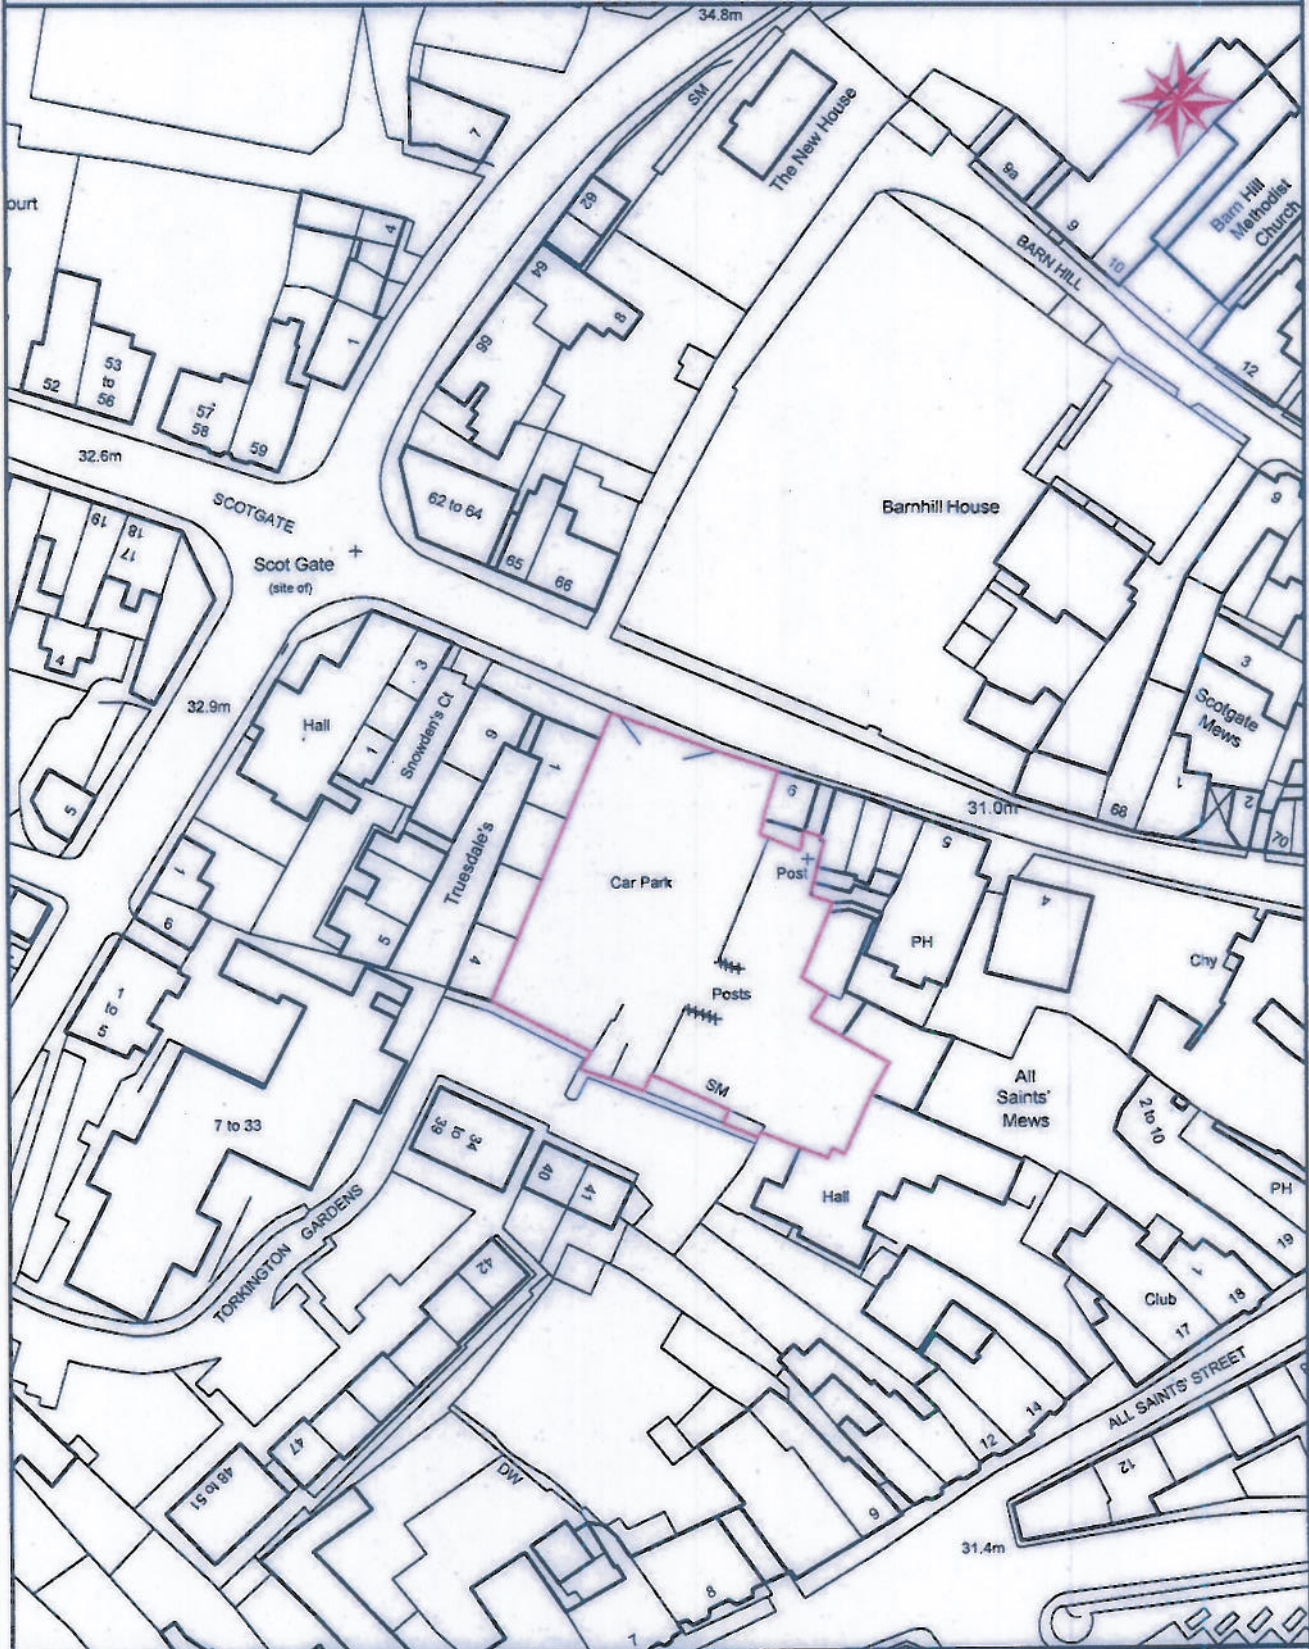 34.8m
SM
The New House
7
62
9a
9
Barn Hill
Methodist
Church
BARN HILL
10
12
ourt
4
1
64
8
66
52
53
to
56
57
58
59
32.6m
SCOTGATE
62 to 64
65
66
Barnhill House
9
19
18
17
Scot Gate
(site of)
4
3
Scotgate
Mews
32.9m
Hall
3
1
Snowden's Ct
6
1
Truesdale's
5
1
68
2
70
31.0m
5
4
Car Park
Post
PH
Chy
5
4
Posts
1
6
1
to
5
SM
All
Saints'
Mews
2 to 10
PH
19
7 to 33
34
to
39
40
41
Hall
TORKINGTON GARDENS
42
Club
1
18
17
ALL SAINTS' STREET
14
12
12
47
48 to 51
DW
9
31.4m
8
7